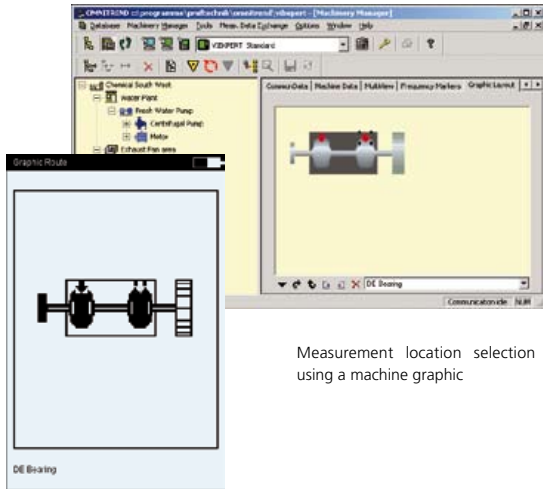 OMNITREND c:\programme\prueftechnik\omnitrend\vibxpert - [Machinery Manager]
Database Machinery Manager Tools Meas. Data Exchange Options Window Help
VIBXPERT Standard
Chemical South West
Water Plant
Fresh Water Pump
Centrifugal Pump
Motor
Exhaust Fan area
Common Data Machine Data MultiView Frequency Markers Graphic Layout
DE Bearing
Communication idle NUM
Graphic Route
DE Bearing
Measurement location selection
using a machine graphic